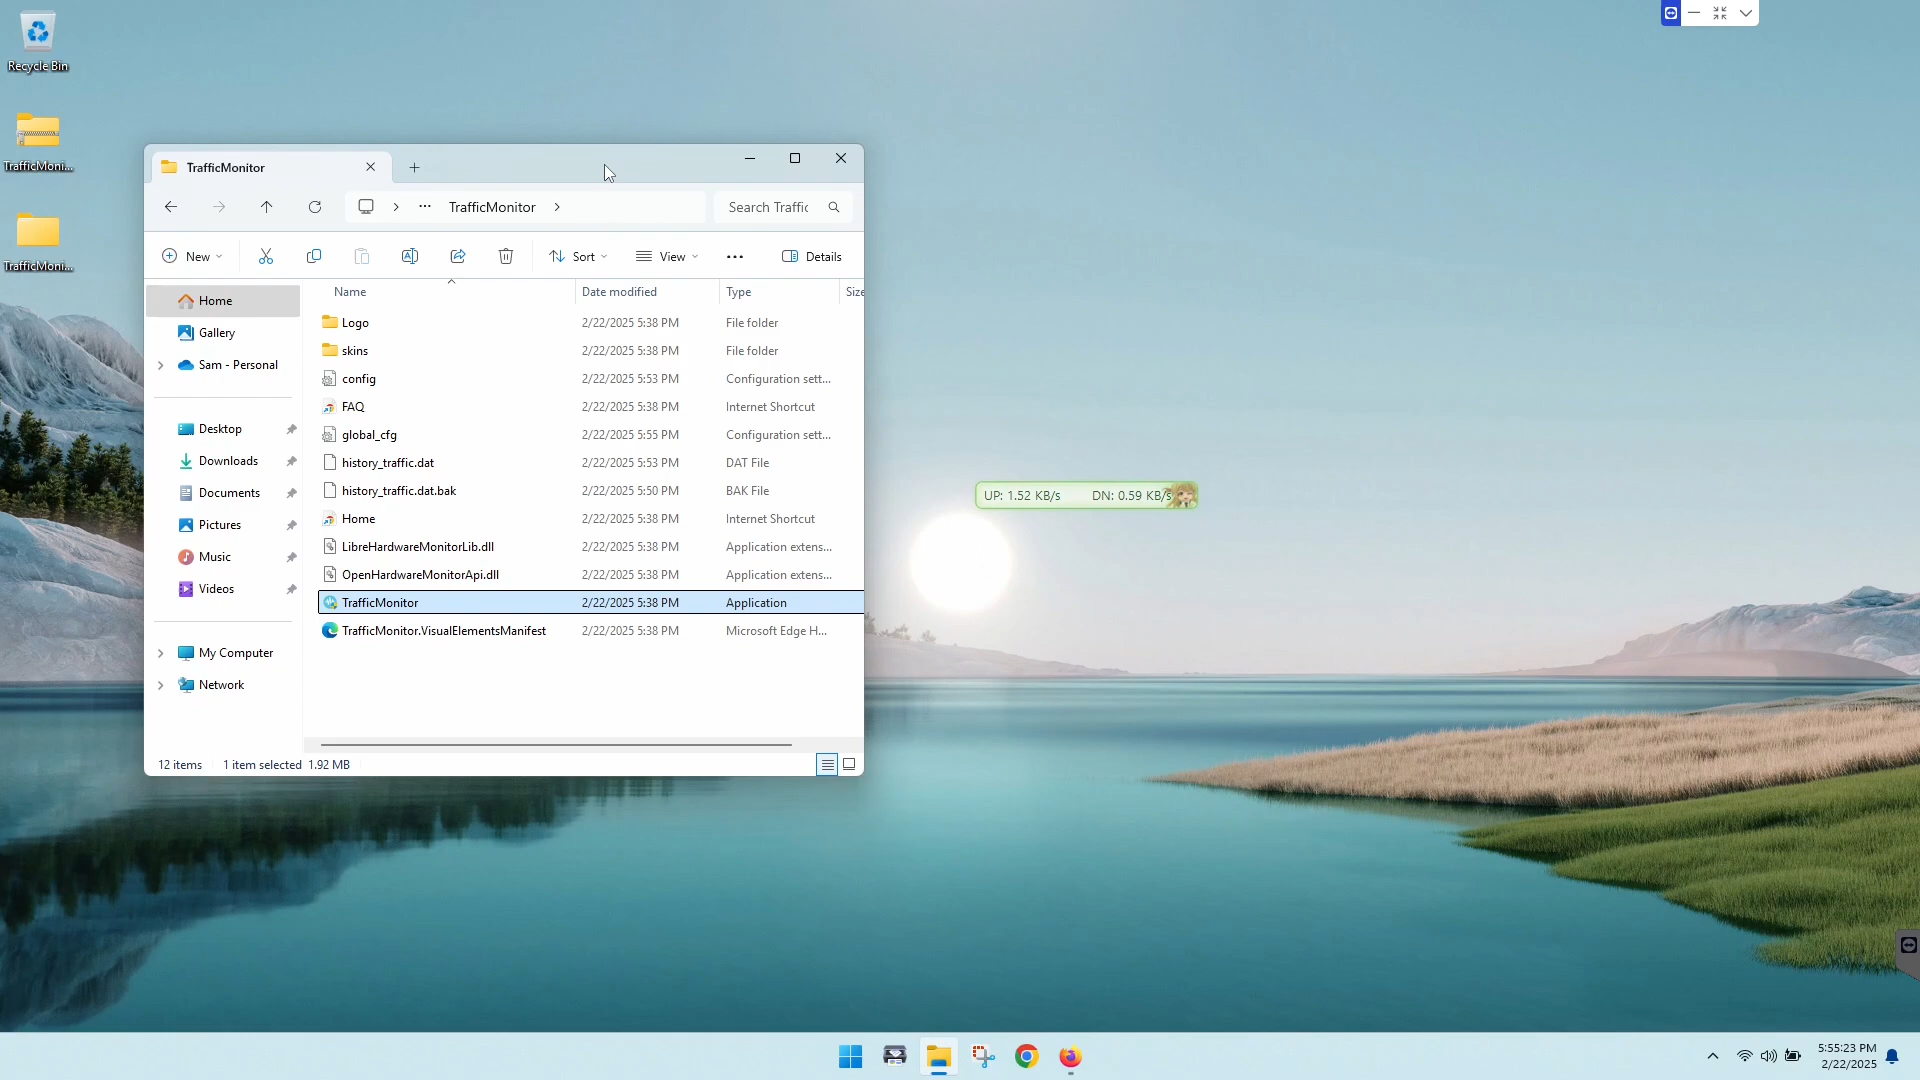 Recycle Bin
TrafficMoni...
TrafficMoni...
TrafficMonitor
TrafficMonitor
Search Traffic
New
Sort
View
Details
Name
Date modified
Type
Size
Home
Gallery
Sam - Personal
Desktop
Downloads
Documents
Pictures
Music
Videos
My Computer
Network
Logo 2/22/2025 5:38 PM File folder
skins 2/22/2025 5:38 PM File folder
config 2/22/2025 5:53 PM Configuration sett...
FAQ 2/22/2025 5:38 PM Internet Shortcut
global_cfg 2/22/2025 5:55 PM Configuration sett...
history_traffic.dat 2/22/2025 5:53 PM DAT File
history_traffic.dat.bak 2/22/2025 5:50 PM BAK File
Home 2/22/2025 5:38 PM Internet Shortcut
LibreHardwareMonitorLib.dll 2/22/2025 5:38 PM Application extens...
OpenHardwareMonitorApi.dll 2/22/2025 5:38 PM Application extens...
TrafficMonitor 2/22/2025 5:38 PM Application
TrafficMonitor.VisualElementsManifest 2/22/2025 5:38 PM Microsoft Edge H...
12 items 1 item selected 1.92 MB
UP: 1.52 KB/s DN: 0.59 KB/s
5:55:23 PM
2/22/2025